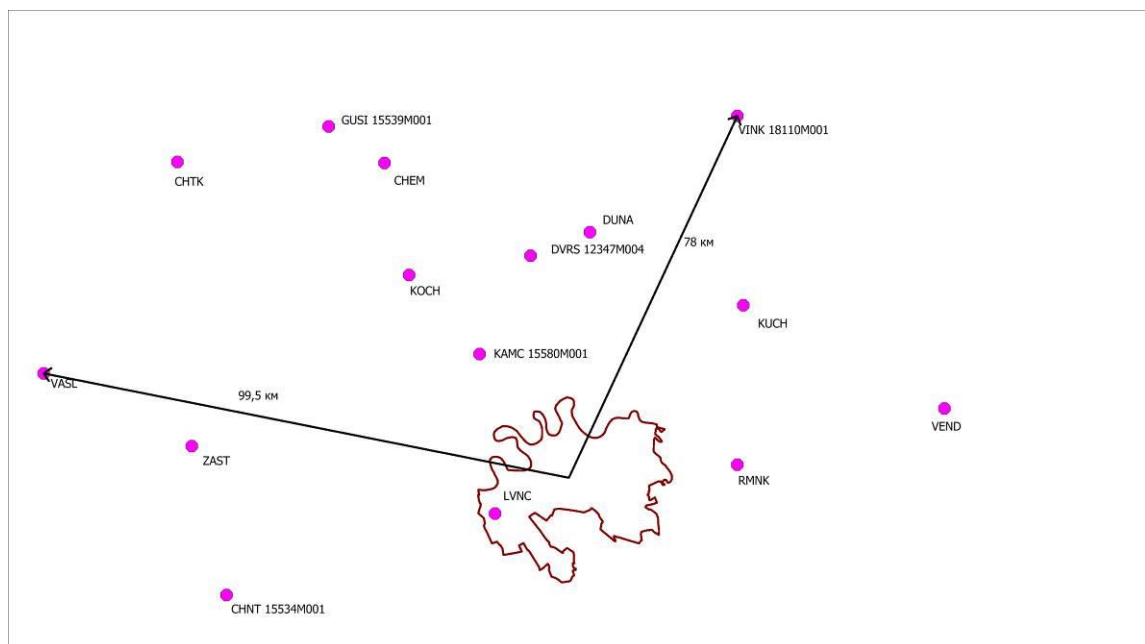 GUSI 15539M001
VINK 18110M001
CHTK
CHEM
DUNA
DVRS 12347M004
78 км
KOCH
KUCH
KAMC 15580M001
VASL
99,5 км
VEND
ZAST
RMNK
LVNC
CHNT 15534M001